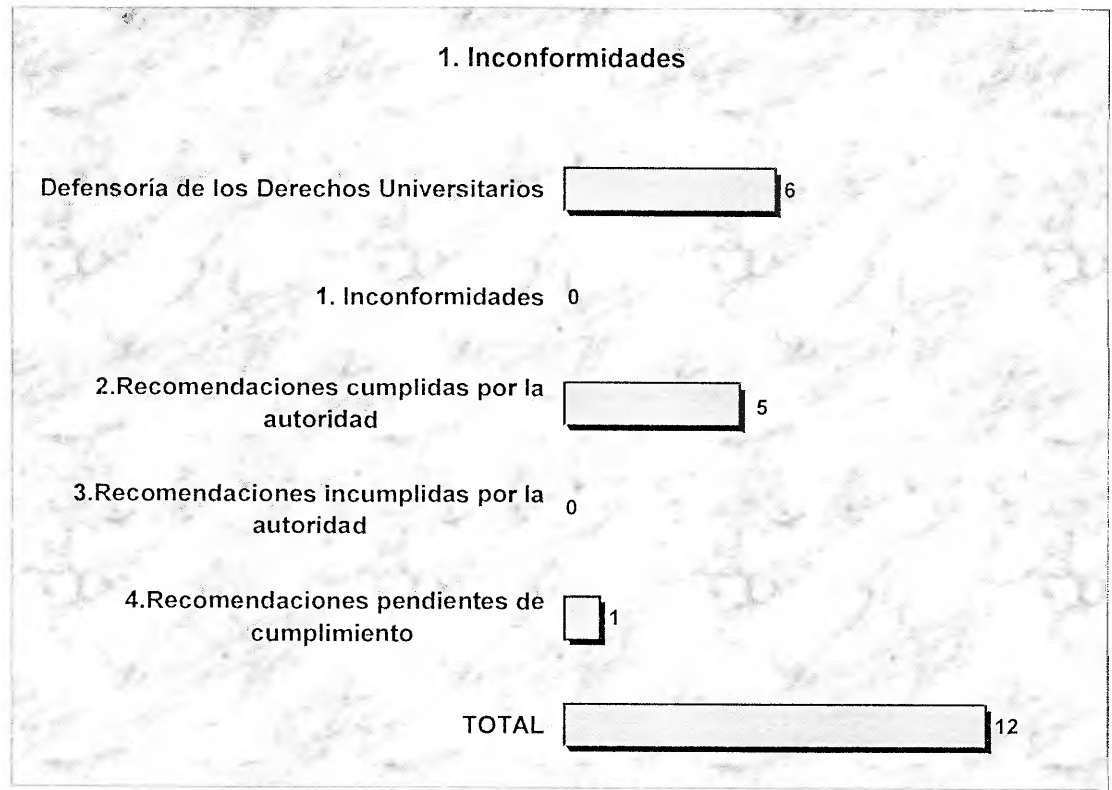 1. Inconformidades
Defensoría de los Derechos Universitarios
6
1. Inconformidades
0
2.Recomendaciones cumplidas por la
autoridad
5
3.Recomendaciones incumplidas por la
autoridad
0
4.Recomendaciones pendientes de
cumplimiento
1
TOTAL
12